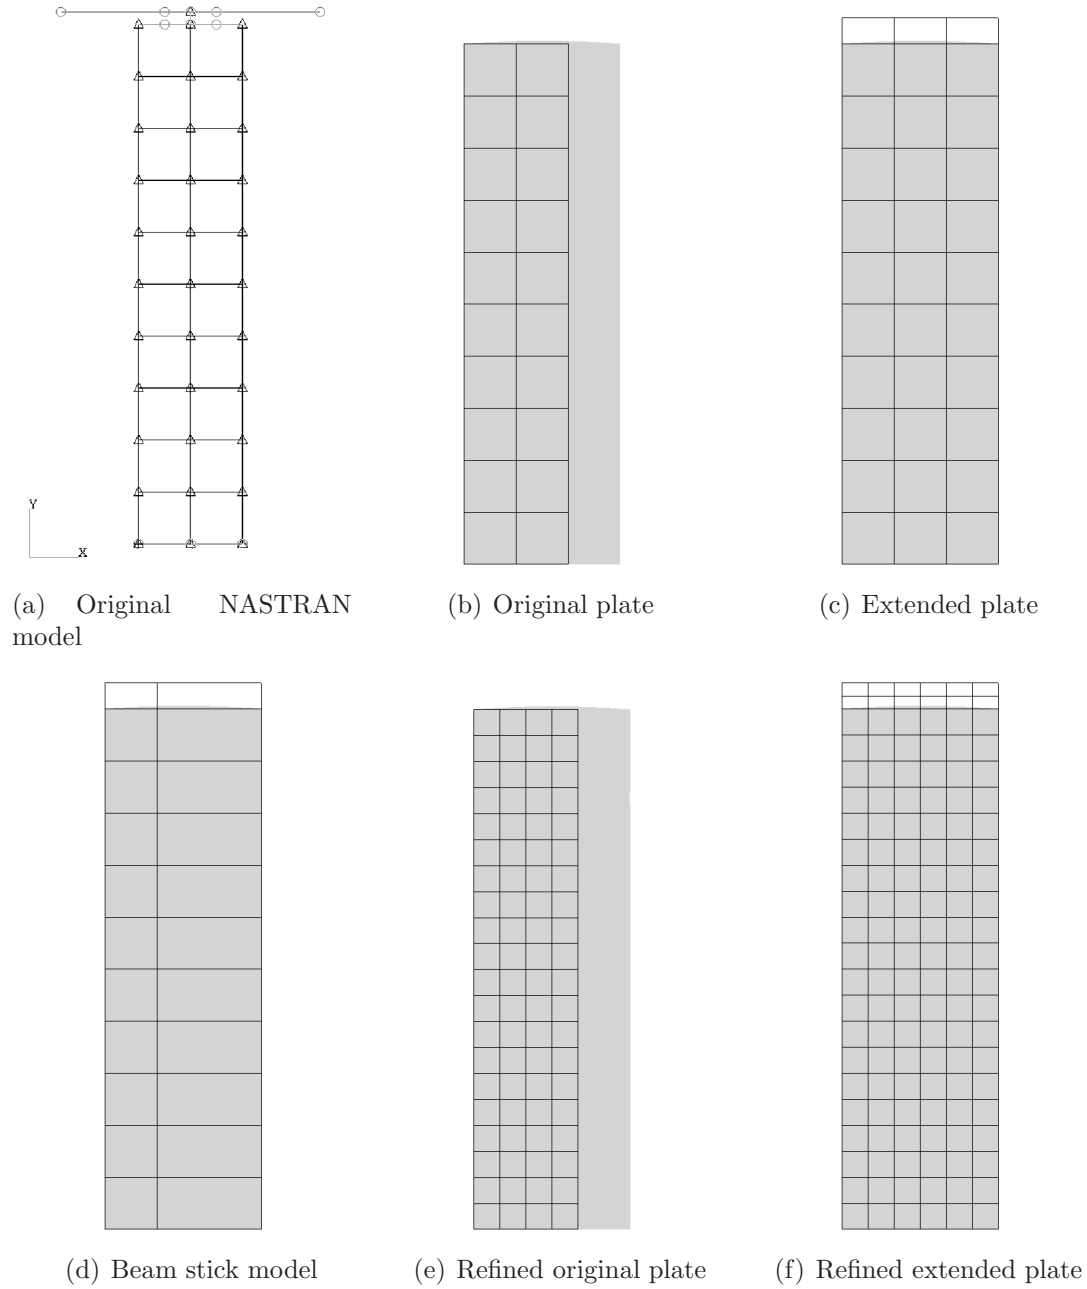 Y
X
(a) Original NASTRAN
model
(b) Original plate
(c) Extended plate
(d) Beam stick model
(e) Refined original plate
(f) Refined extended plate